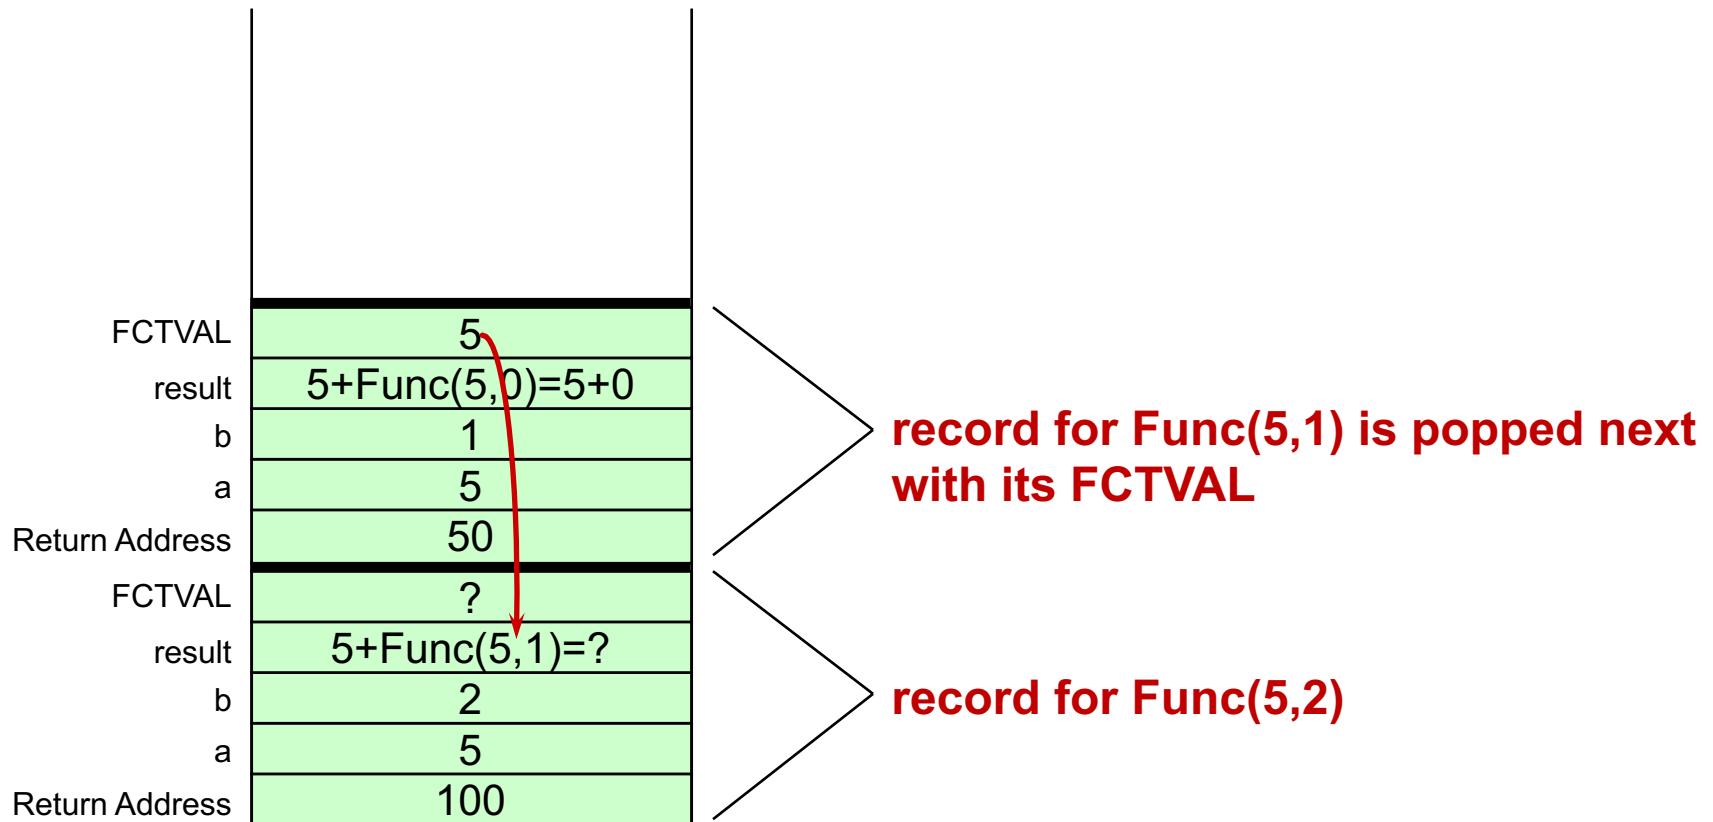 FCTVAL 5
result 5+Func(5,0)=5+0
b 1
a 5
Return Address 50
record for Func(5,1) is popped next
with its FCTVAL
FCTVAL ?
result 5+Func(5,1)=?
b 2
a 5
Return Address 100
record for Func(5,2)